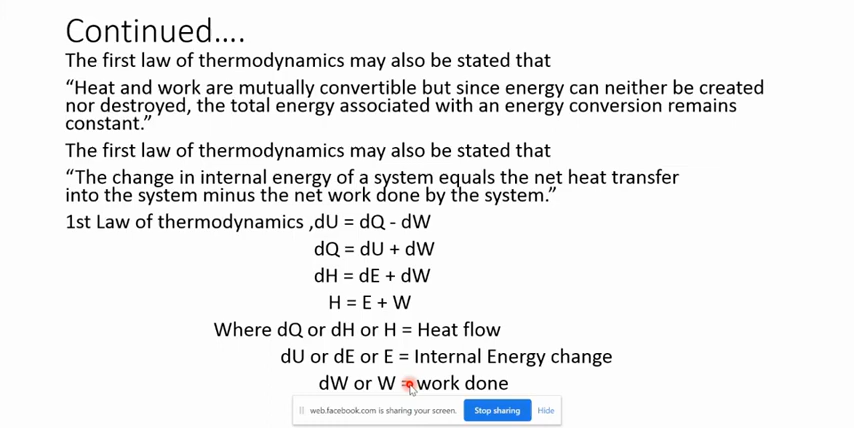 Continued....
The first law of thermodynamics may also be stated that
“Heat and work are mutually convertible but since energy can neither be created
nor destroyed, the total energy associated with an energy conversion remains
constant.”
The first law of thermodynamics may also be stated that
“The change in internal energy of a system equals the net heat transfer
into the system minus the net work done by the system.”
1st Law of thermodynamics ,dU = dQ - dW
dQ = dU + dW
dH = dE + dW
H = E + W
Where dQ or dH or H = Heat flow
dU or dE or E = Internal Energy change
dW or W = work done
web.facebook.com is sharing your screen.
Stop sharing
Hide